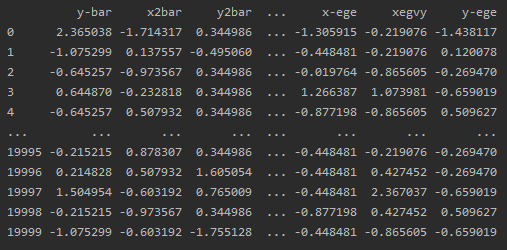 y-bar x2bar y2bar ... x-ege xegvy y-ege
0 2.365038 -1.714317 0.344986 ... -1.305915 -0.219076 -1.438117
1 -1.075299 0.137557 -0.495060 ... -0.448481 -0.219076 0.120078
2 -0.645257 -0.973567 0.344986 ... -0.019764 -0.865605 -0.269470
3 0.644870 -0.232818 0.344986 ... 1.266387 1.073981 -0.659019
4 -0.645257 0.507932 0.344986 ... -0.877198 -0.865605 0.509627
... ... ... ... ... ... ... ...
19995 -0.215215 0.878307 0.344986 ... -0.448481 -0.219076 -0.269470
19996 0.214828 0.507932 1.605054 ... -0.448481 0.427452 -0.269470
19997 1.504954 -0.603192 0.765009 ... -0.448481 2.367037 -0.659019
19998 -0.215215 -0.973567 0.344986 ... -0.877198 0.427452 0.509627
19999 -1.075299 -0.603192 -1.755128 ... -0.448481 -0.865605 -0.659019